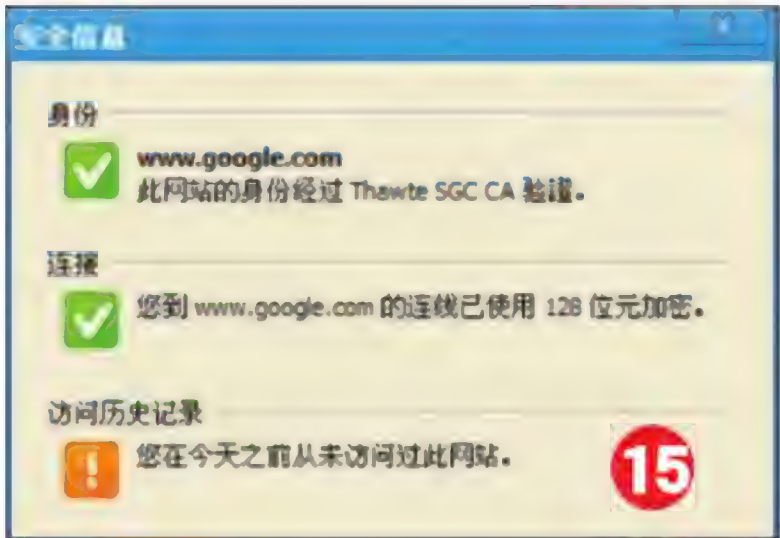 安全信息
身份
www.google.com
此网站的身份经过 Thawte SGC CA 验證。
连接
您到 www.google.com 的连线已使用 128 位元加密。
访问历史记录
您在今天之前从未访问过此网站。
15